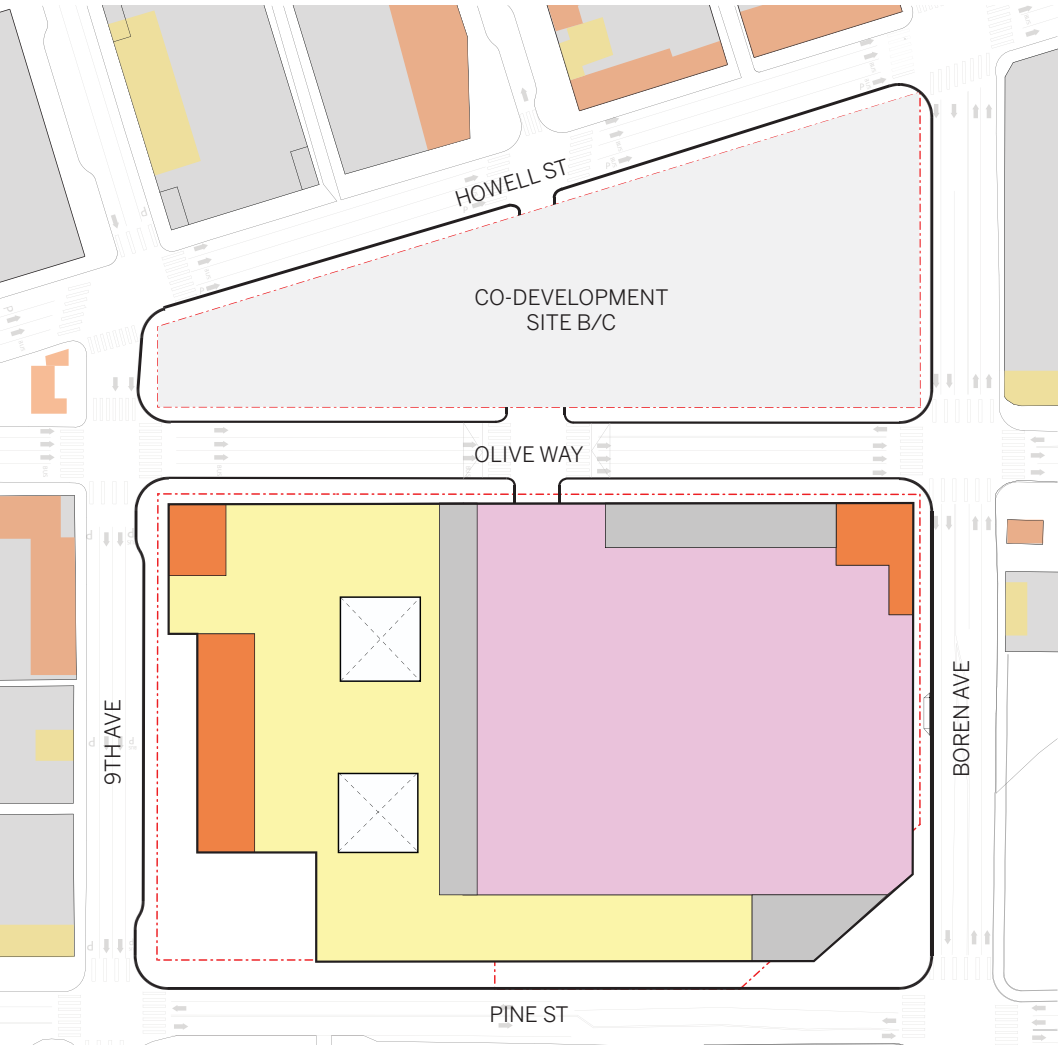 HOWELL ST
CO-DEVELOPMENT
SITE B/C
OLIVE WAY
9TH AVE
BOREN AVE
PINE ST